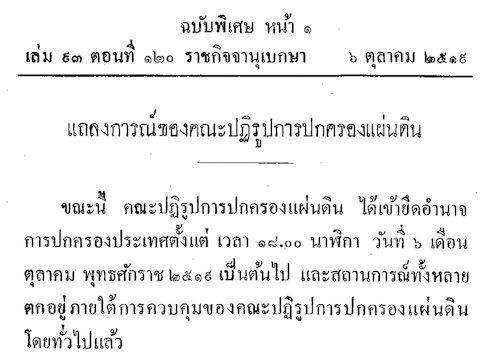 ฉบับพิเศษ หน้า ๑
เล่ม ๙๓ ตอนที่ ๑๒๐ ราชกิจจานุเบกษา ๖ ตุลาคม ๒๕๑๙
แถลงการณ์ของคณะปฏิรูปการปกครองแผ่นดิน
ขณะนี้ คณะปฏิรูปการปกครองแผ่นดิน ได้เข้ายึดอำนาจ
การปกครองประเทศตั้งแต่ เวลา ๑๘.๐๐ นาฬิกา วันที่ ๖ เดือน
ตุลาคม พุทธศักราช ๒๕๑๙ เป็นต้นไป และสถานการณ์ทั้งหลาย
ตกอยู่ภายใต้การควบคุมของคณะปฏิรูปการปกครองแผ่นดิน
โดยทั่วไปแล้ว